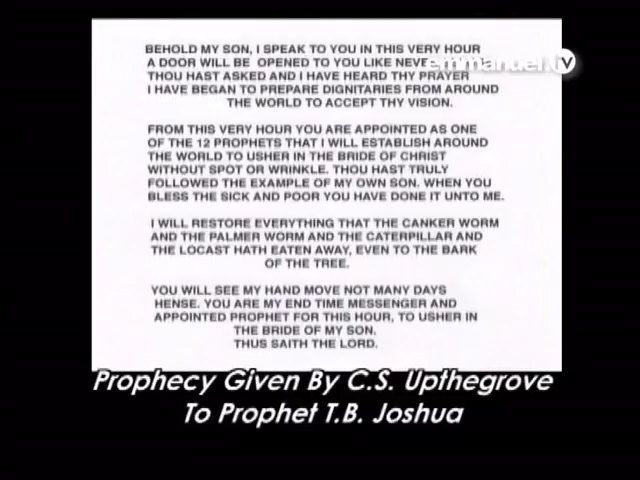 BEHOLD MY SON, I SPEAK TO YOU IN THIS VERY HOUR
A DOOR WILL BE OPENED TO YOU LIKE
emmanuel.tv
THOU HAST ASKED AND I HAVE HEARD THY PRAYER
I HAVE BEGAN TO PREPARE DIGNITARIES FROM AROUND
THE WORLD TO ACCEPT THY VISION.
FROM THIS VERY HOUR YOU ARE APPOINTED AS ONE
OF THE 12 PROPHETS THAT I WILL ESTABLISH AROUND
THE WORLD TO USHER IN THE BRIDE OF CHRIST
WITHOUT SPOT OR WRINKLE. THOU HAST TRULY
FOLLOWED THE EXAMPLE OF MY OWN SON. WHEN YOU
BLESS THE SICK AND POOR YOU HAVE DONE IT UNTO ME.
I WILL RESTORE EVERYTHING THAT THE CANKER WORM
AND THE PALMER WORM AND THE CATERPILLAR AND
THE LOCAST HATH EATEN AWAY, EVEN TO THE BARK
OF THE TREE.
YOU WILL SEE MY HAND MOVE NOT MANY DAYS
HENSE. YOU ARE MY END TIME MESSENGER AND
APPOINTED PROPHET FOR THIS HOUR, TO USHER IN
THE BRIDE OF MY SON.
THUS SAITH THE LORD.
Prophecy Given By C.S. Upthegrove
To Prophet T.B. Joshua